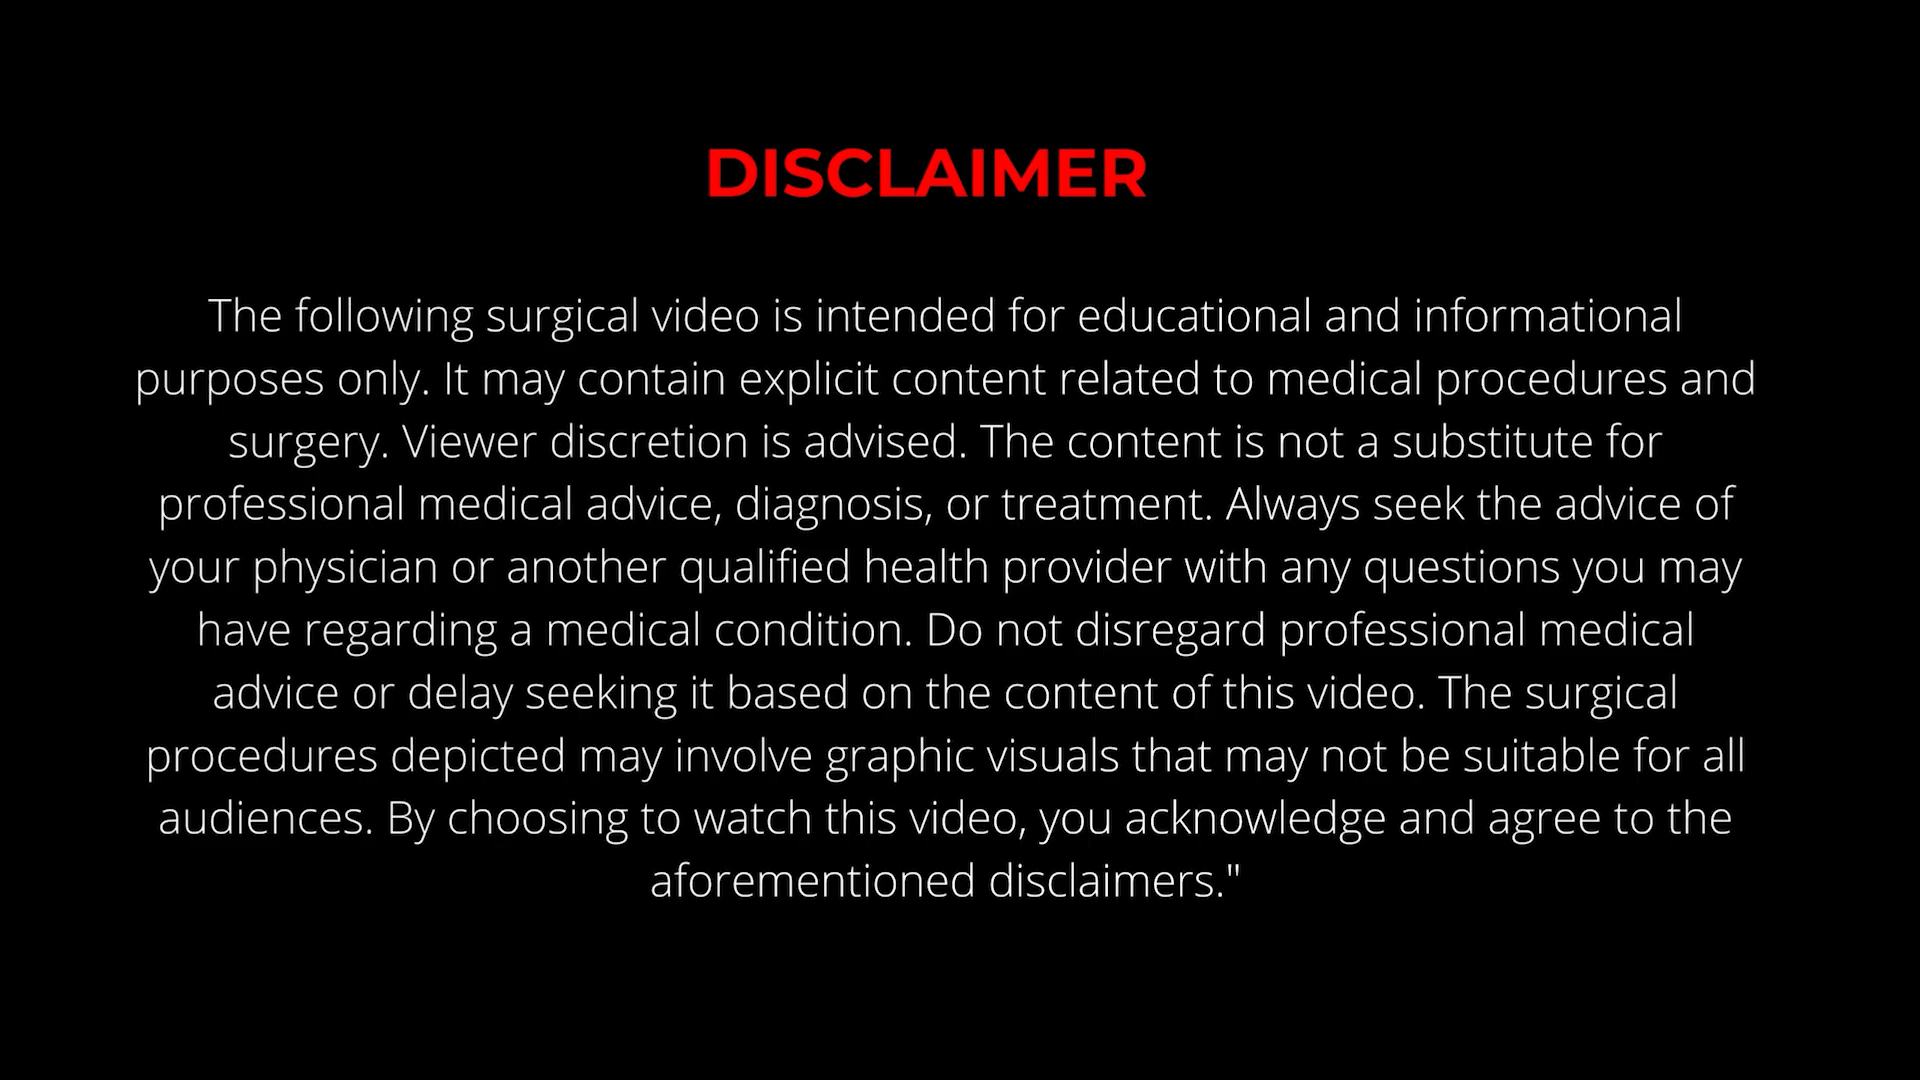 DISCLAIMER
The following surgical video is intended for educational and informational
purposes only. It may contain explicit content related to medical procedures and
surgery. Viewer discretion is advised. The content is not a substitute for
professional medical advice, diagnosis, or treatment. Always seek the advice of
your physician or another qualified health provider with any questions you may
have regarding a medical condition. Do not disregard professional medical
advice or delay seeking it based on the content of this video. The surgical
procedures depicted may involve graphic visuals that may not be suitable for all
audiences. By choosing to watch this video, you acknowledge and agree to the
aforementioned disclaimers."